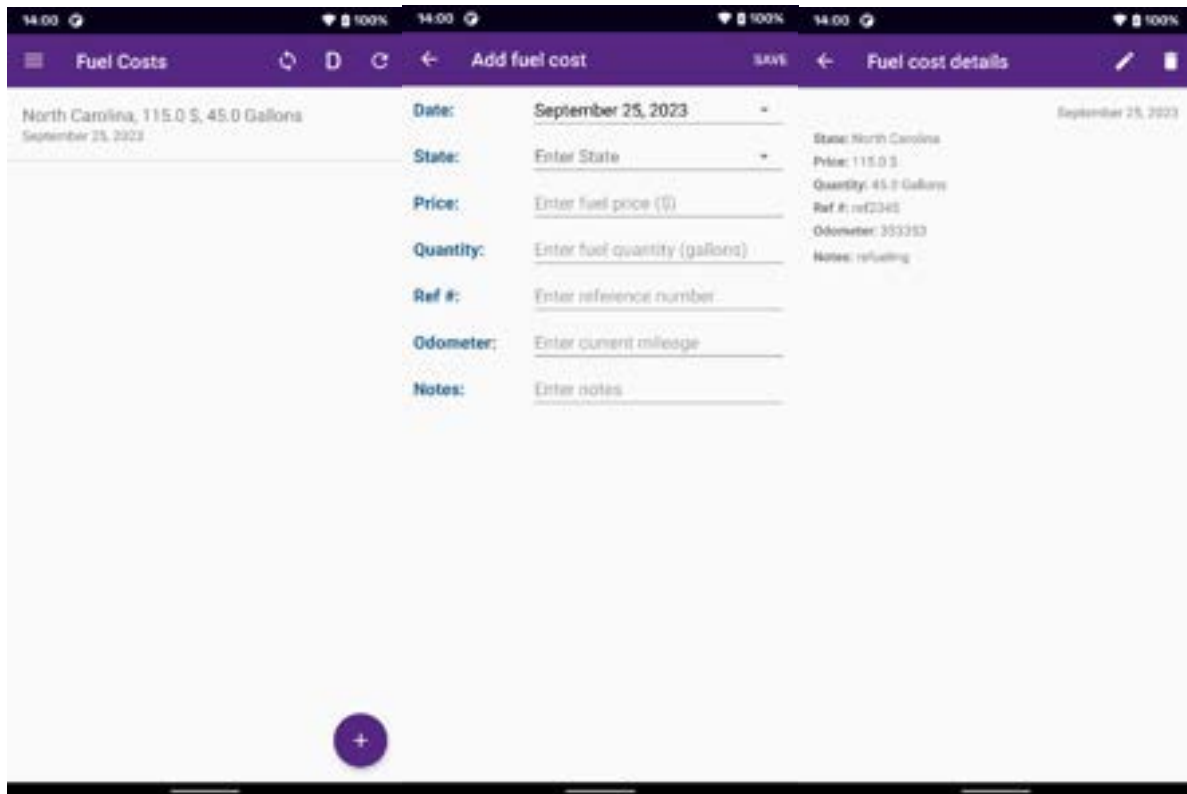 14:00 100%
Fuel Costs D
North Carolina, 115.0 $, 45.0 Gallons
September 25, 2023
14:00 100%
Add fuel cost SAVE
Date: September 25, 2023
State: Enter State
Price: Enter fuel price ($)
Quantity: Enter fuel quantity (gallons)
Ref #: Enter reference number
Odometer: Enter current mileage
Notes: Enter notes
14:00 100%
Fuel cost details
September 25, 2023
State: North Carolina
Price: 115.0 $
Quantity: 45.0 Gallons
Ref #: ref2345
Odometer: 353353
Notes: refueling